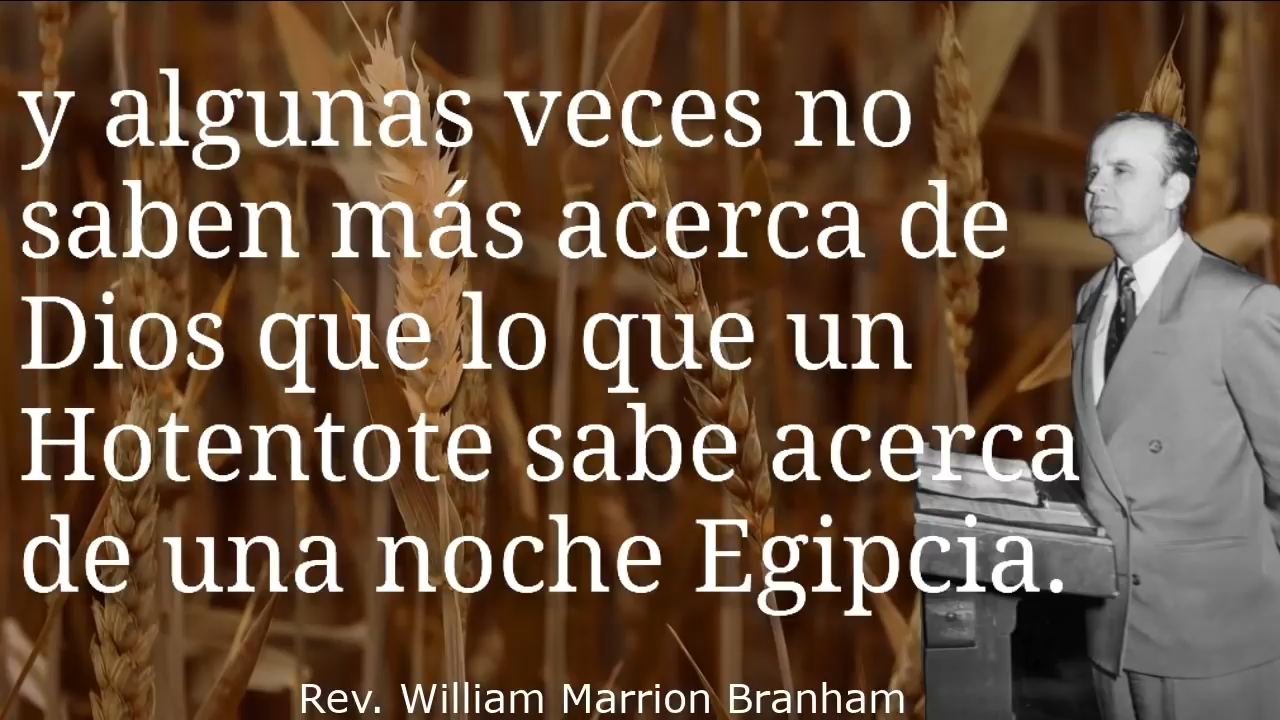 y algunas veces no
saben más acerca de
Dios que lo que un
Hotentote sabe acerca
de una noche Egipcia.
Rev. William Marrion Branham